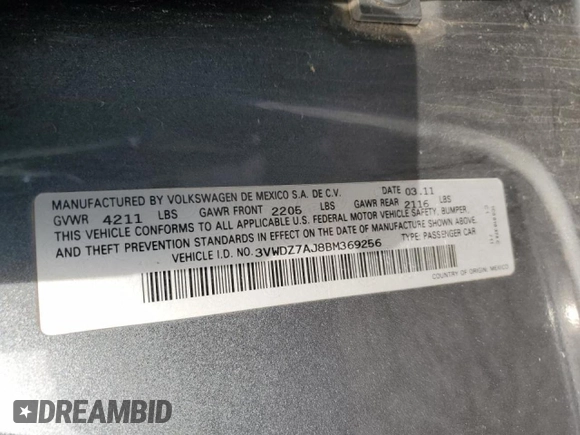 MANUFACTURED BY VOLKSWAGEN DE MEXICO S.A. DE C.V. DATE 03.11
GVWR 4211 LBS GAWR FRONT 2205 LBS GAWR REAR 2116 LBS
THIS VEHICLE CONFORMS TO ALL APPLICABLE U.S. FEDERAL MOTOR VEHICLE SAFETY, BUMPER,
AND THEFT PREVENTION STANDARDS IN EFFECT ON THE DATE OF MANUFACTURE SHOWN ABOVE.
VEHICLE I.D. NO. 3VWDZ7AJ8BM369256 TYPE: PASSENGER CAR
COUNTRY OF ORIGIN: MEXICO
DREAMBID